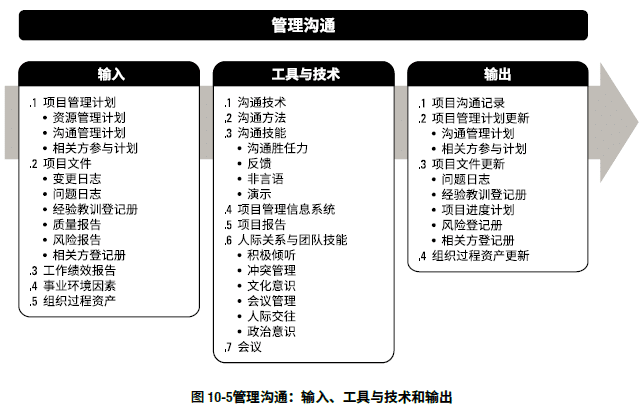 管理沟通
输入
.1 项目管理计划
• 资源管理计划
• 沟通管理计划
• 相关方参与计划
.2 项目文件
• 变更日志
• 问题日志
• 经验教训登记册
• 质量报告
• 风险报告
• 相关方登记册
.3 工作绩效报告
.4 事业环境因素
.5 组织过程资产
工具与技术
.1 沟通技术
.2 沟通方法
.3 沟通技能
• 沟通胜任力
• 反馈
• 非言语
• 演示
.4 项目管理信息系统
.5 项目报告
.6 人际关系与团队技能
• 积极倾听
• 冲突管理
• 文化意识
• 会议管理
• 人际交往
• 政治意识
.7 会议
输出
.1 项目沟通记录
.2 项目管理计划更新
• 沟通管理计划
• 相关方参与计划
.3 项目文件更新
• 问题日志
• 经验教训登记册
• 项目进度计划
• 风险登记册
• 相关方登记册
.4 组织过程资产更新
图 10-5管理沟通：输入、工具与技术和输出